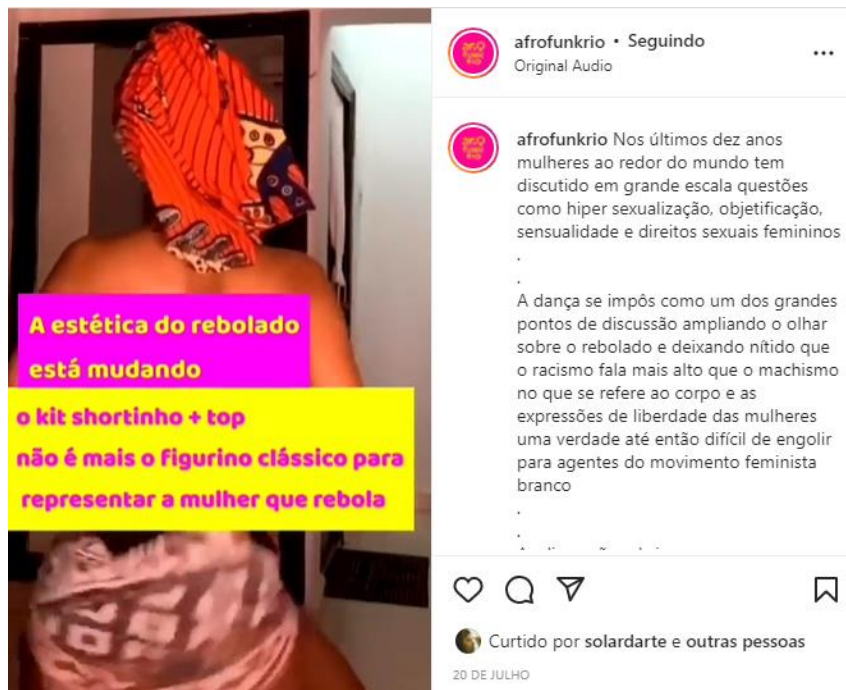 A estética do rebolado
está mudando
o kit shortinho + top
não é mais o figurino clássico para
representar a mulher que rebola
afrofunkrio • Seguindo
Original Audio
afrofunkrio Nos últimos dez anos
mulheres ao redor do mundo tem
discutido em grande escala questões
como hiper sexualização, objetificação,
sensualidade e direitos sexuais femininos
.
.
A dança se impôs como um dos grandes
pontos de discussão ampliando o olhar
sobre o rebolado e deixando nítido que
o racismo fala mais alto que o machismo
no que se refere ao corpo e as
expressões de liberdade das mulheres
uma verdade até então difícil de engolir
para agentes do movimento feminista
branco
.
.
Curtido por solardarte e outras pessoas
20 DE JULHO